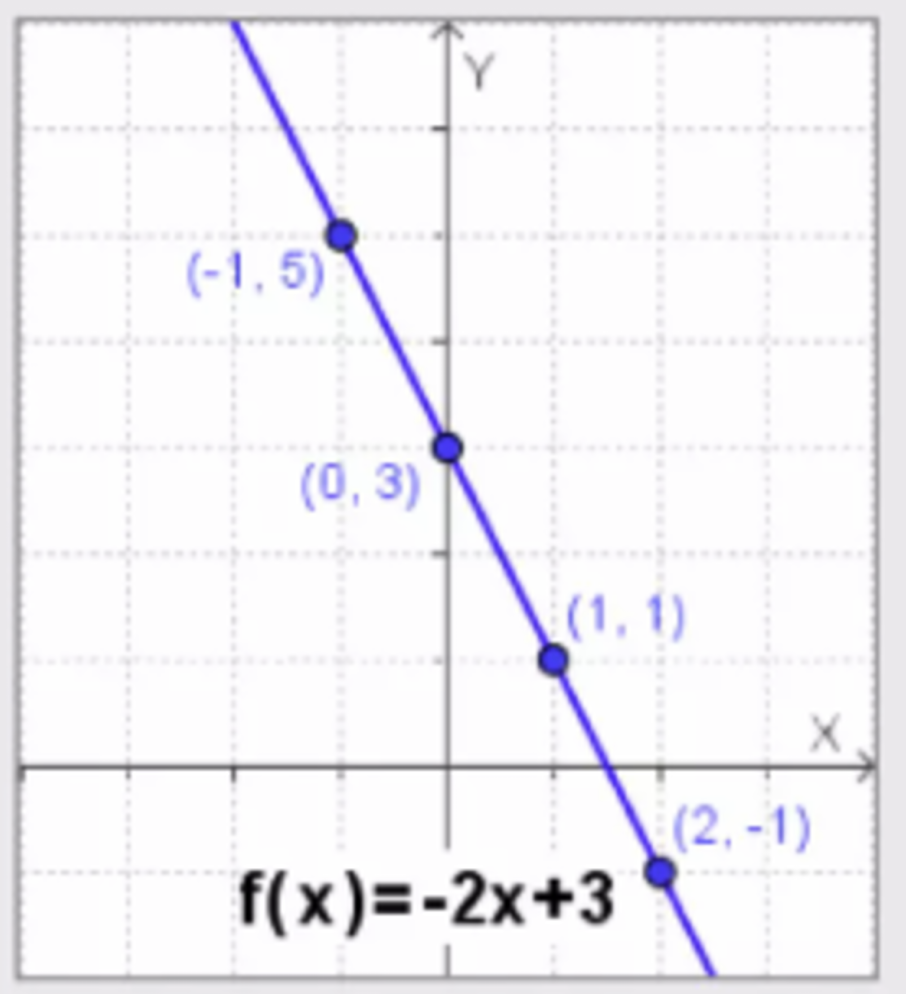 Y
(-1, 5)
(0, 3)
(1, 1)
X
(2, -1)
f(x)=-2x+3